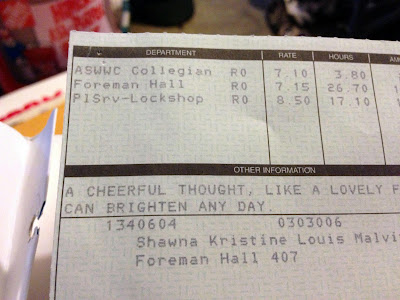 DEPARTMENT RATE HOURS
ASWWC Collegian R0 7.10 3.80
Foreman Hall R0 7.15 26.70
PlSrv-Lockshop R0 8.50 17.10
OTHER INFORMATION
A CHEERFUL THOUGHT, LIKE A LOVELY
CAN BRIGHTEN ANY DAY.
1340604 0303006
Shawna Kristine Louis Malvi
Foreman Hall 407